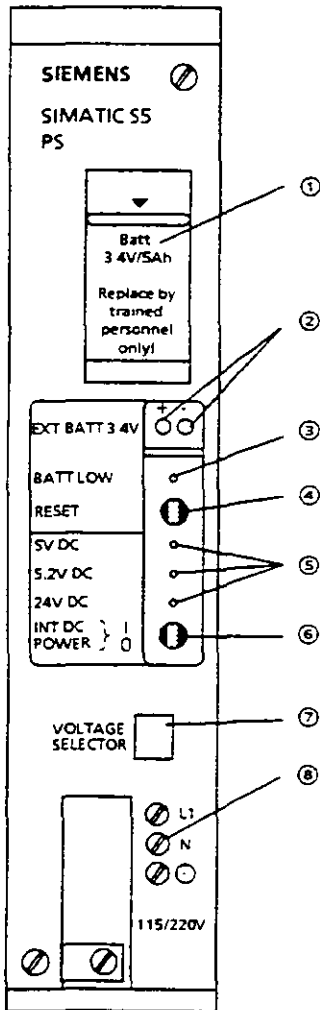 SIEMENS
SIMATIC S5
PS
①
Batt
3 4V/5Ah
Replace by
trained
personnel
only!
②
+ -
EXT BATT 3 4V
③
BATT LOW
④
RESET
5V DC
5.2V DC
⑤
24V DC
INT DC } I
POWER } 0
⑥
VOLTAGE
SELECTOR
⑦
⑧
L1
N
115/220V